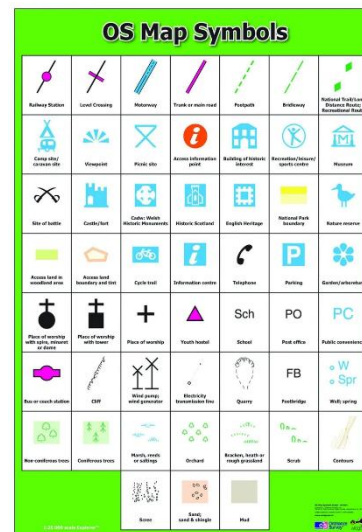 OS Map Symbols
Railway Station
Level Crossing
Motorway
Trunk or main road
Footpath
Bridleway
National Trail/Long
Distance Route;
Recreational Route
Camp site/
caravan site
Viewpoint
Picnic site
Access information
point
Building of historic
interest
Recreation/leisure/
sports centre
Museum
Site of battle
Castle/fort
Cadw: Welsh
Historic Monuments
Historic Scotland
English Heritage
National Park
boundary
Nature reserve
Access land in
woodland area
Access land
boundary and tint
Cycle trail
i
Information centre
Telephone
P
Parking
Garden/arboretum
Place of worship
with spire, minaret
or dome
Place of worship
with tower
Place of worship
Youth hostel
Sch
School
PO
Post office
PC
Public convenience
Bus or coach station
Cliff
Wind pump;
wind generator
Electricity
transmission line
Quarry
FB
Footbridge
W
Spr
Well; spring
Non-coniferous trees
Coniferous trees
Marsh, reeds
or saltings
Orchard
Bracken, heath or
rough grassland
Scrub
Contours
Scree
Sand;
sand & shingle
Mud